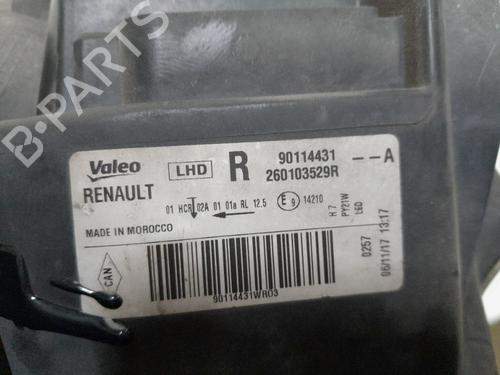 B-PARTS
Valeo
LHD
R
90114431
260103529R
--A
RENAULT
01 HCR 02A 01 01a RL 12.5
E 9
14210
H7
PY21W
LED
MADE IN MOROCCO
CAN
0257
06/11/17 13:17
90114431WR03